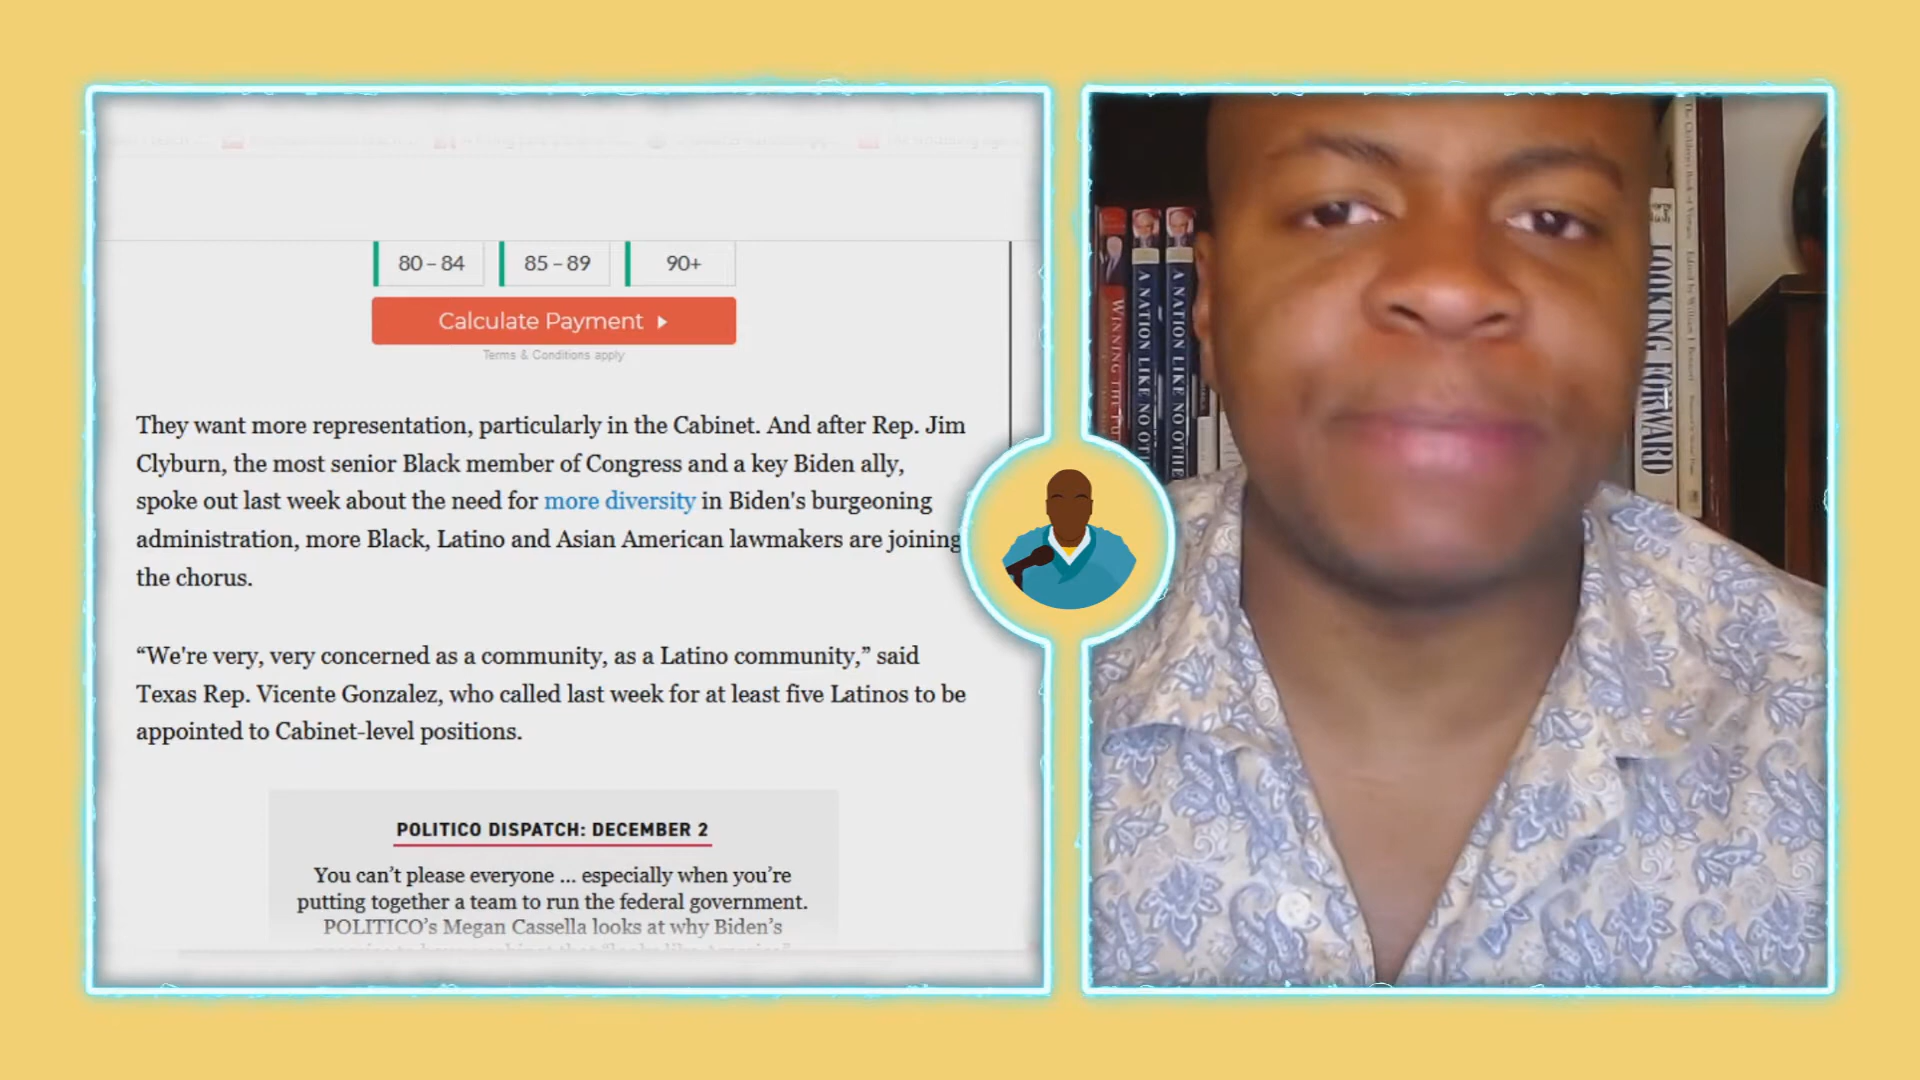 80 – 84
85 – 89
90+
Calculate Payment
Terms & Conditions apply
They want more representation, particularly in the Cabinet. And after Rep. Jim
Clyburn, the most senior Black member of Congress and a key Biden ally,
spoke out last week about the need for more diversity in Biden's burgeoning
administration, more Black, Latino and Asian American lawmakers are joining
the chorus.
“We're very, very concerned as a community, as a Latino community,” said
Texas Rep. Vicente Gonzalez, who called last week for at least five Latinos to be
appointed to Cabinet-level positions.
POLITICO DISPATCH: DECEMBER 2
You can’t please everyone ... especially when you’re
putting together a team to run the federal government.
POLITICO’s Megan Cassella looks at why Biden’s
WINNING THE FUT
A NATION LIKE NO OTH
A NATION LIKE NO OTHE
LOOKING FORWARD